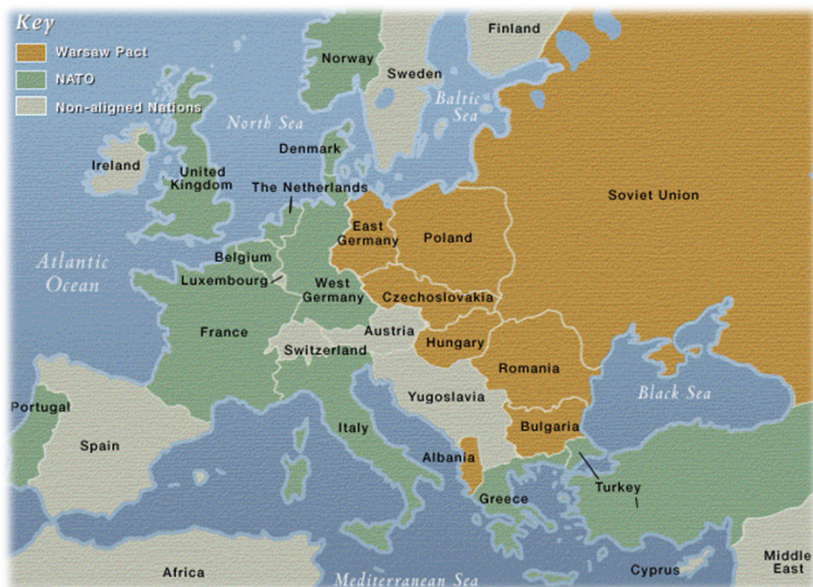 Key
Warsaw Pact
NATO
Non-aligned Nations
Finland
Norway
Sweden
Baltic
Sea
North Sea
Denmark
Ireland
United
Kingdom
The Netherlands
Soviet Union
East
Germany
Poland
Belgium
Atlantic
Ocean
Luxembourg
West
Germany
Czechoslovakia
France
Austria
Hungary
Switzerland
Romania
Yugoslavia
Black Sea
Portugal
Italy
Bulgaria
Spain
Albania
Turkey
Greece
Africa
Mediterranean Sea
Cyprus
Middle
East